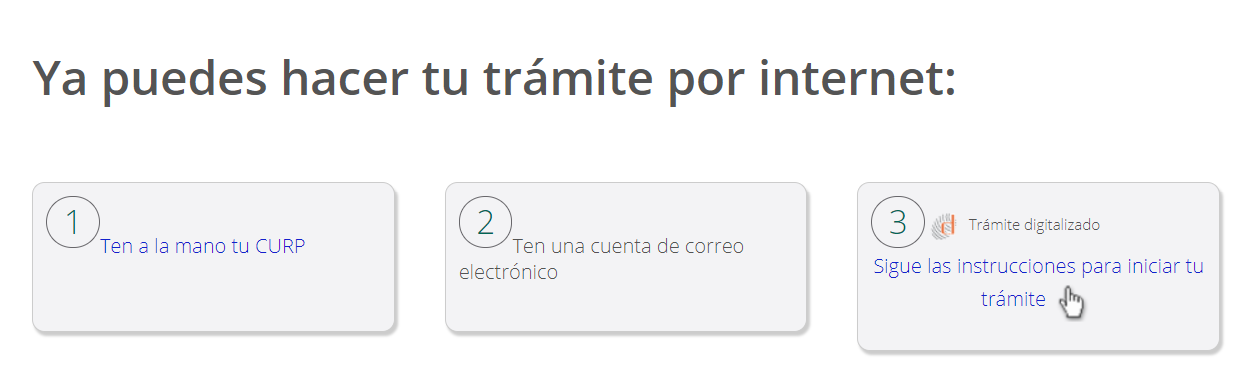 Ya puedes hacer tu trámite por internet:
1
Ten a la mano tu CURP
2
Ten una cuenta de correo
electrónico
3
Trámite digitalizado
Sigue las instrucciones para iniciar tu
trámite